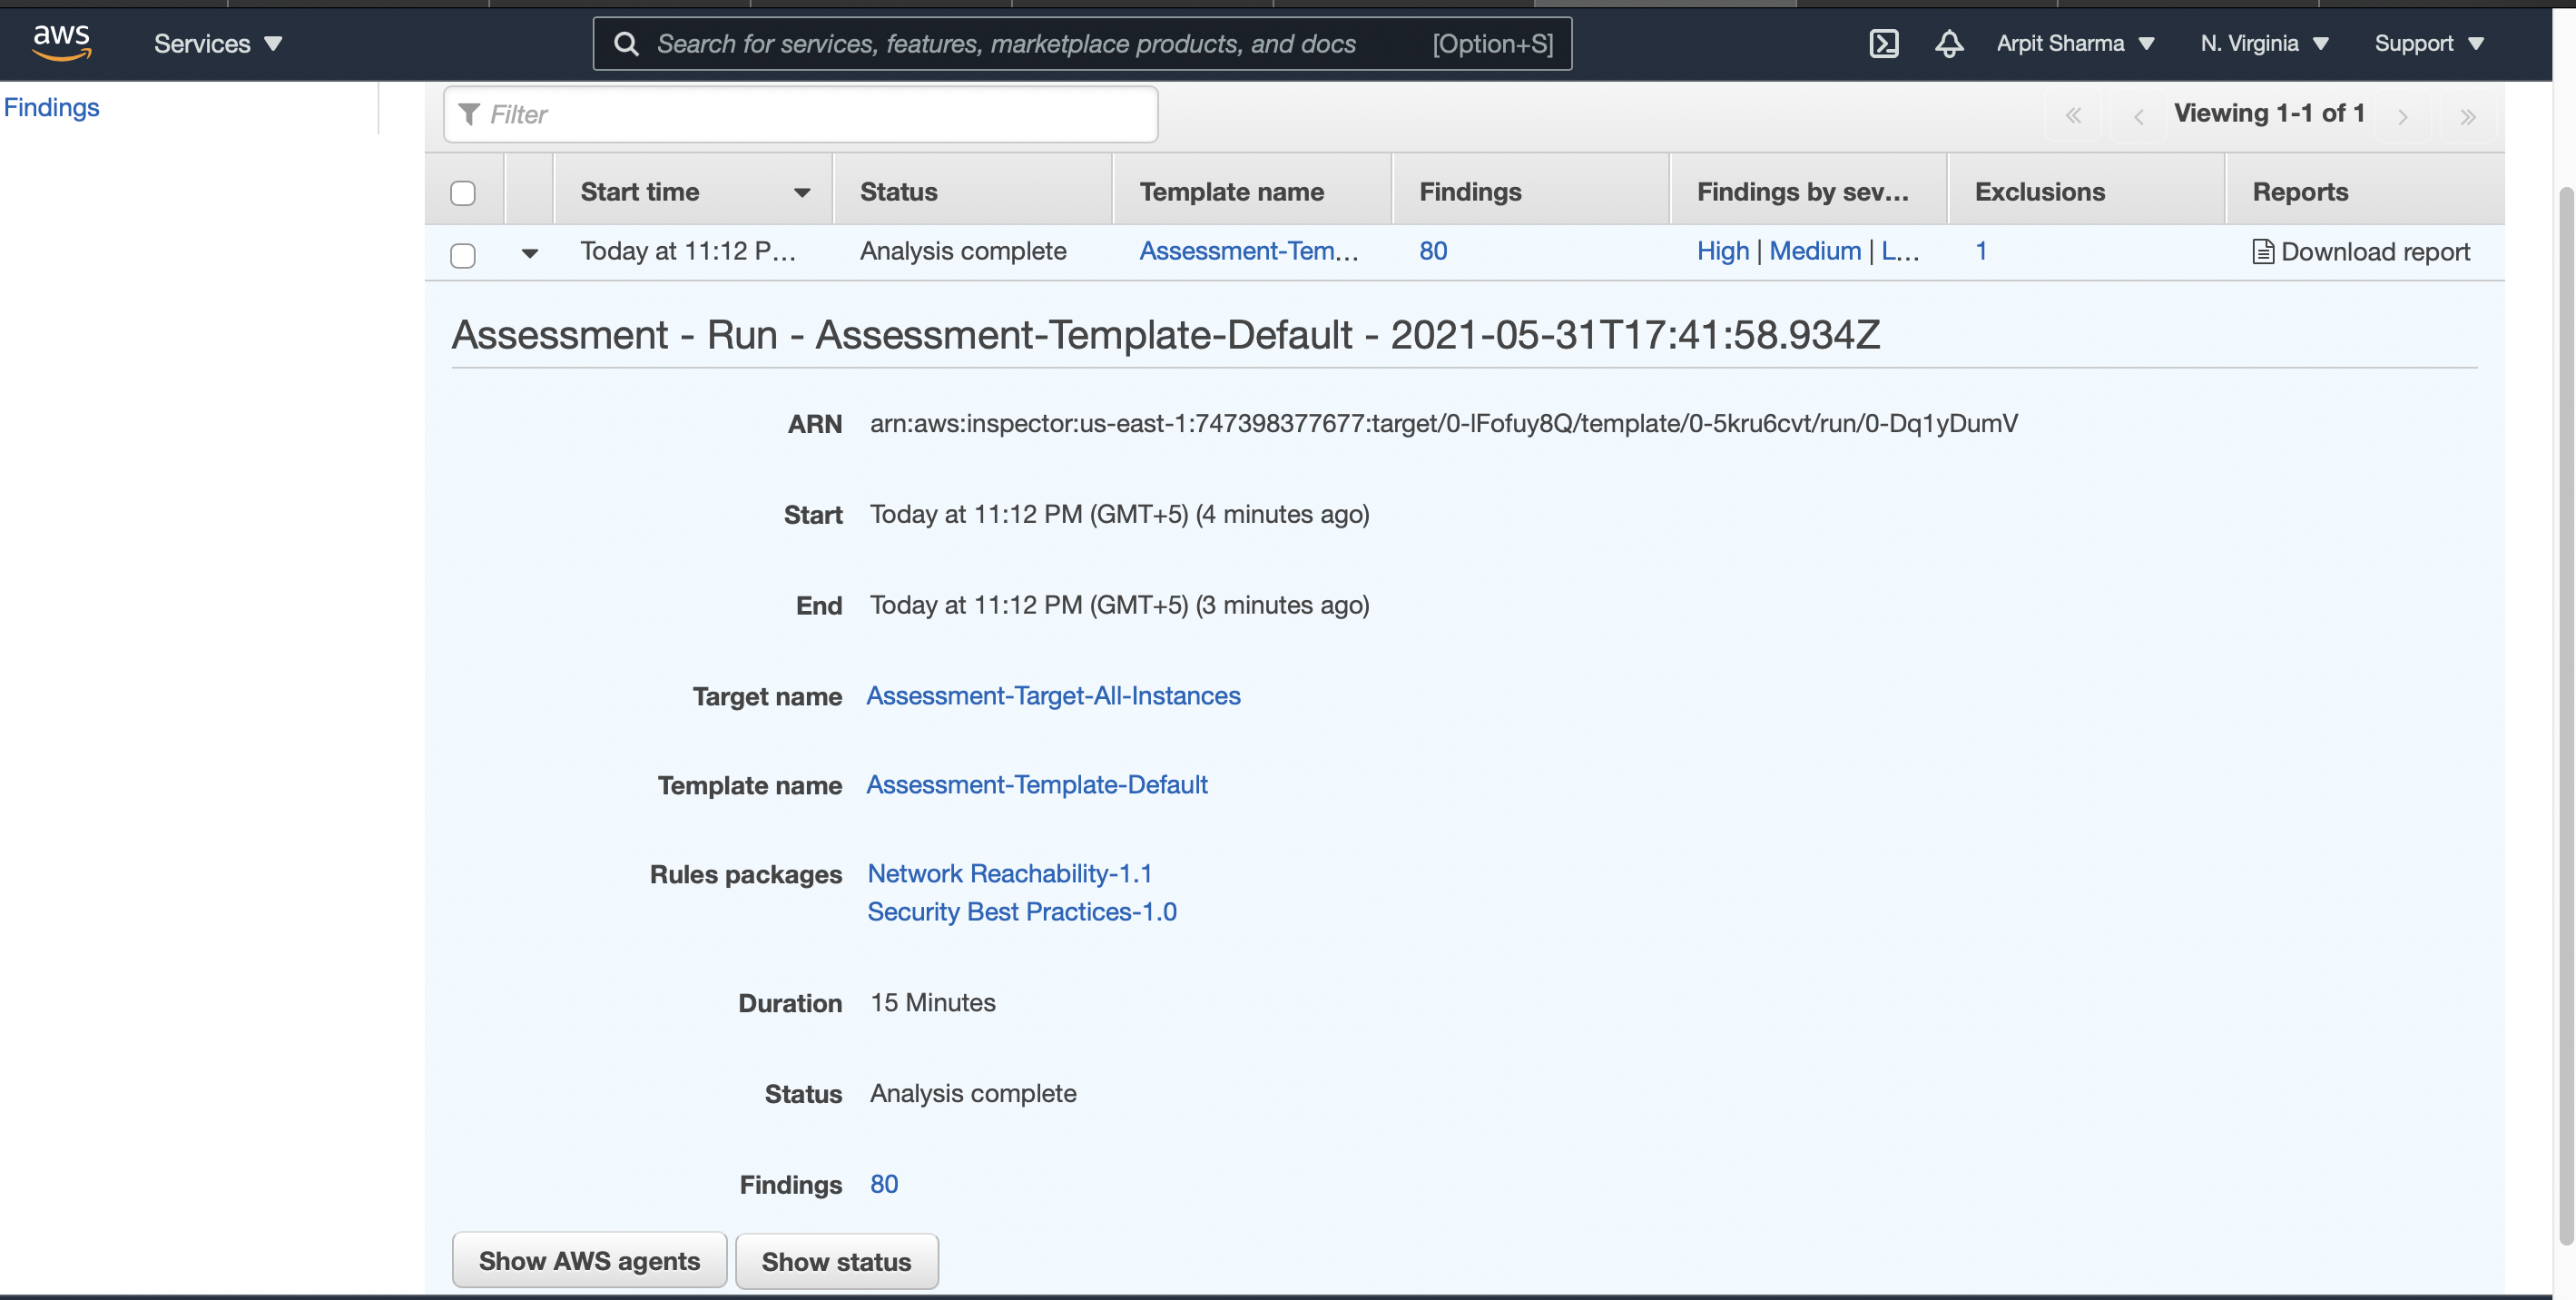 aws Services Search for services, features, marketplace products, and docs [Option+S] Arpit Sharma N. Virginia Support
Findings
Filter
« ‹ Viewing 1-1 of 1 › »
Start time Status Template name Findings Findings by sev... Exclusions Reports
Today at 11:12 P... Analysis complete Assessment-Tem... 80 High | Medium | L... 1 Download report
Assessment - Run - Assessment-Template-Default - 2021-05-31T17:41:58.934Z
ARN arn:aws:inspector:us-east-1:747398377677:target/0-lFofuy8Q/template/0-5kru6cvt/run/0-Dq1yDumV
Start Today at 11:12 PM (GMT+5) (4 minutes ago)
End Today at 11:12 PM (GMT+5) (3 minutes ago)
Target name Assessment-Target-All-Instances
Template name Assessment-Template-Default
Rules packages Network Reachability-1.1
Security Best Practices-1.0
Duration 15 Minutes
Status Analysis complete
Findings 80
Show AWS agents Show status